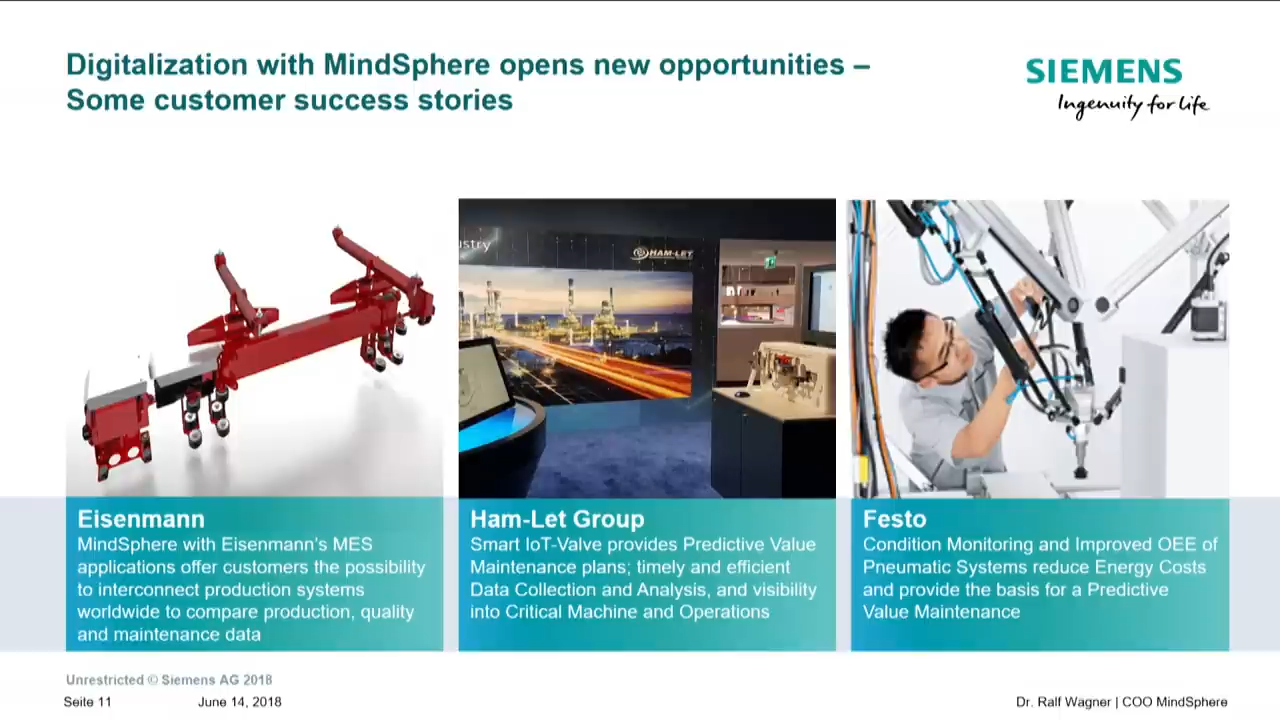 Digitalization with MindSphere opens new opportunities –
Some customer success stories
SIEMENS
Ingenuity for life
ustry
HAM-LET
Eisenmann
MindSphere with Eisenmann's MES
applications offer customers the possibility
to interconnect production systems
worldwide to compare production, quality
and maintenance data
Ham-Let Group
Smart IoT-Valve provides Predictive Value
Maintenance plans; timely and efficient
Data Collection and Analysis, and visibility
into Critical Machine and Operations
Festo
Condition Monitoring and Improved OEE of
Pneumatic Systems reduce Energy Costs
and provide the basis for a Predictive
Value Maintenance
Unrestricted © Siemens AG 2018
Seite 11 June 14, 2018 Dr. Ralf Wagner | COO MindSphere